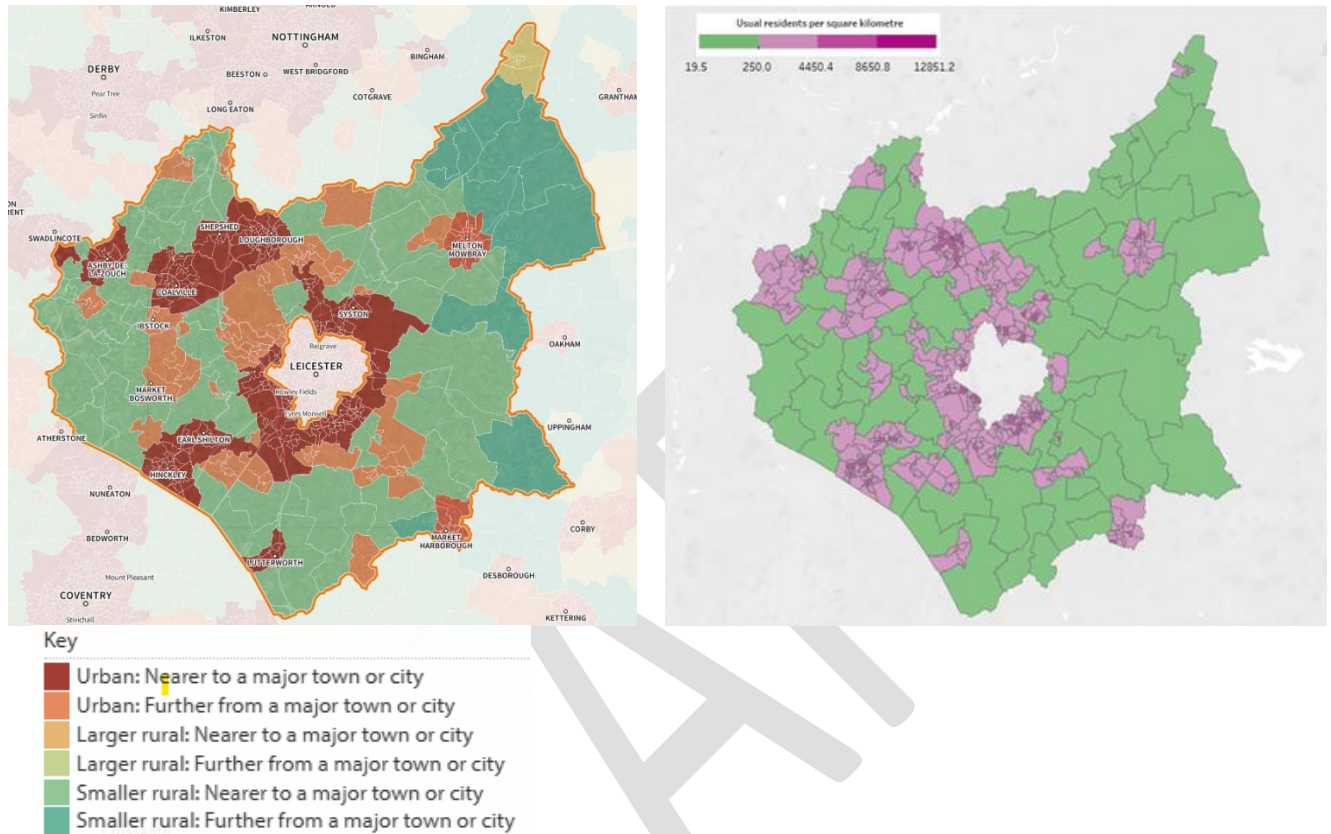 KIMBERLEY
ILKESTON
NOTTINGHAM
BINGHAM
DERBY
BEESTON
WEST BRIDGFORD
Pear Tree
COTGRAVE
GRANTHAM
Sinfin
LONG EATON
SWADLINCOTE
SHEPSHED
LOUGHBOROUGH
MELTON
MOWBRAY
ASHBY-DE-
LA-ZOUCH
COALVILLE
SYSTON
IBSTOCK
Belgrave
OAKHAM
LEICESTER
MARKET
BOSWORTH
Rowley Fields
Eyres Monsell
UPPINGHAM
ATHERSTONE
EARL SHILTON
HINCKLEY
NUNEATON
CORBY
BEDWORTH
MARKET
HARBOROUGH
LUTTERWORTH
Mount Pleasant
DESBOROUGH
COVENTRY
KETTERING
Stivichall
Usual residents per square kilometre
19.5 250.0 4450.4 8650.8 12851.2
Key
Urban: Nearer to a major town or city
Urban: Further from a major town or city
Larger rural: Nearer to a major town or city
Larger rural: Further from a major town or city
Smaller rural: Nearer to a major town or city
Smaller rural: Further from a major town or city